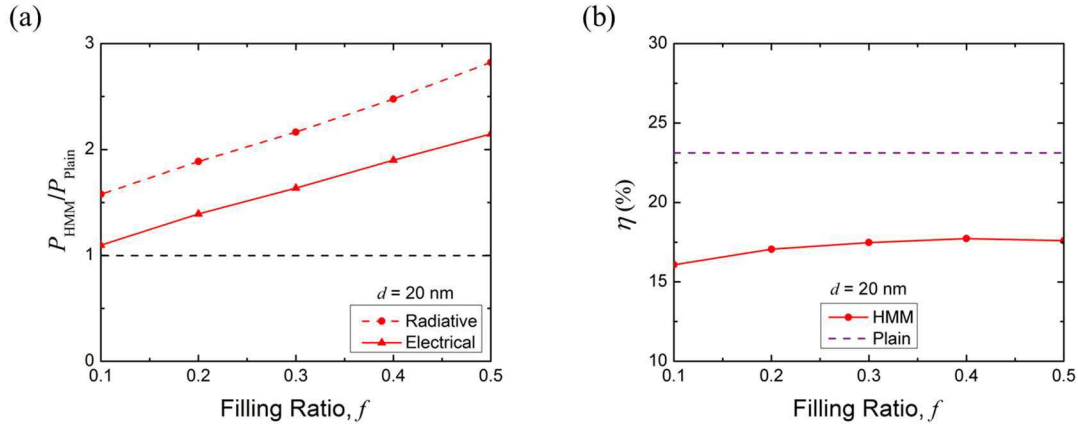 (a)
3
2
1
0
P_HMM/P_Plain
d = 20 nm
Radiative
Electrical
0.1 0.2 0.3 0.4 0.5
Filling Ratio, f
(b)
30
25
20
15
10
η (%)
d = 20 nm
HMM
Plain
0.1 0.2 0.3 0.4 0.5
Filling Ratio, f